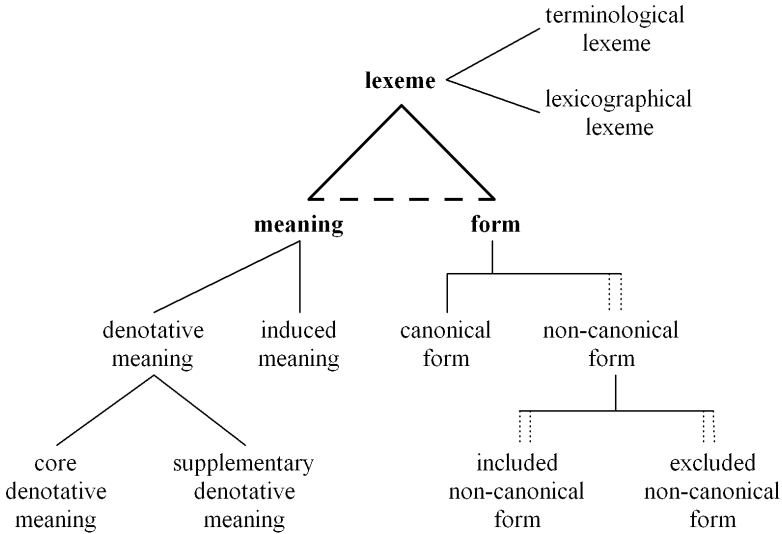 terminological
lexeme
lexeme
lexicographical
lexeme
meaning
form
denotative
meaning
induced
meaning
canonical
form
non-canonical
form
core
denotative
meaning
supplementary
denotative
meaning
included
non-canonical
form
excluded
non-canonical
form